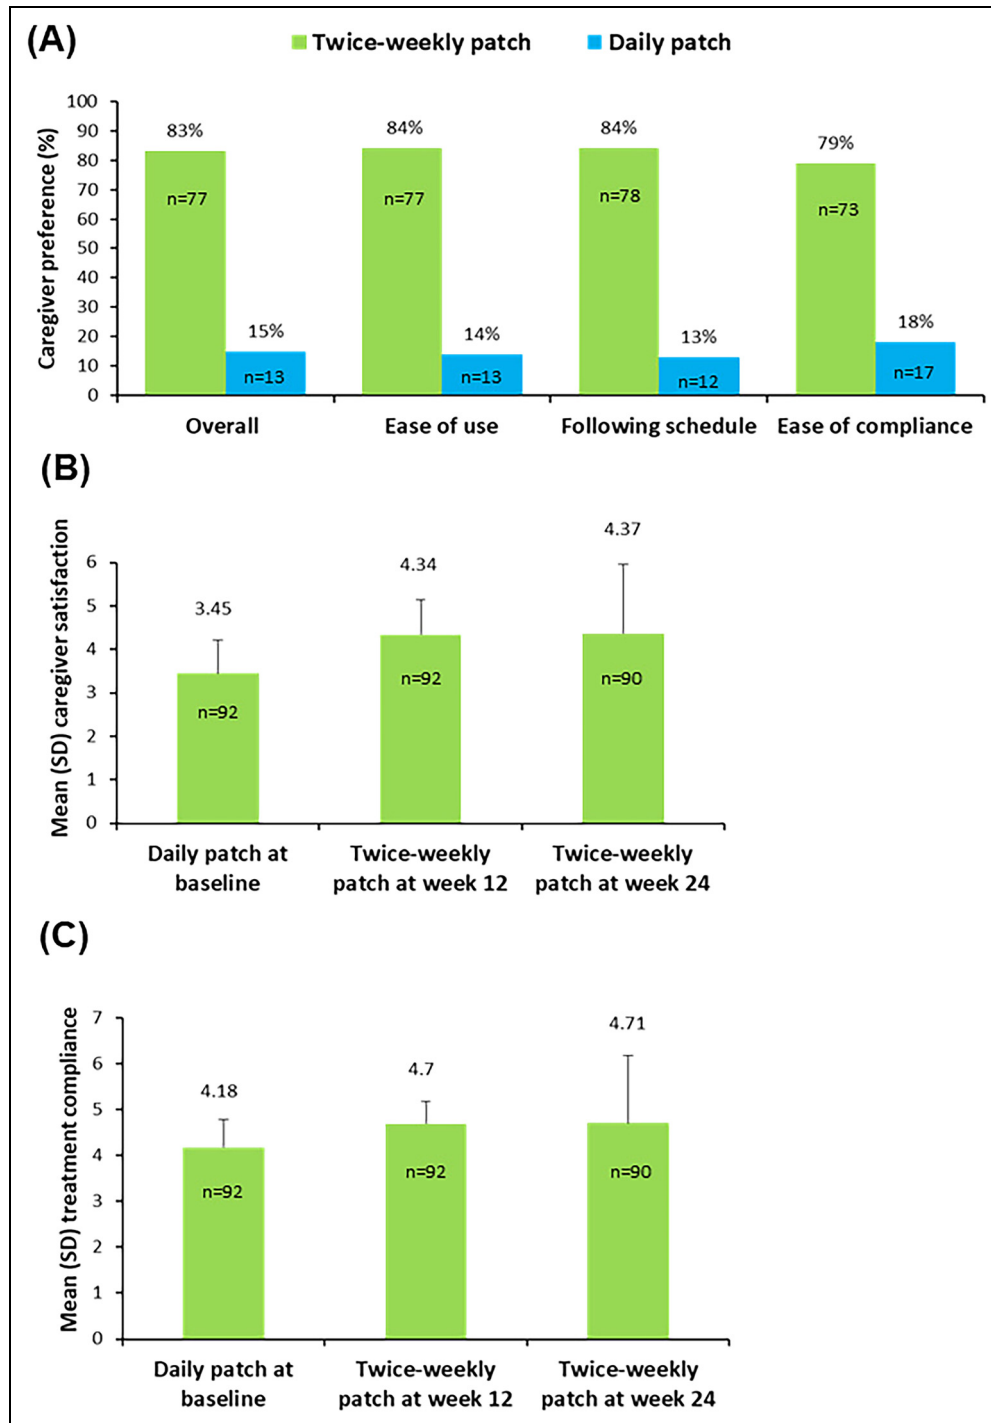 (A)
Twice-weekly patch
Daily patch
Caregiver preference (%)
100
90
80
70
60
50
40
30
20
10
0
83%
84%
84%
79%
n=77
n=77
n=78
n=73
15%
14%
13%
18%
n=13
n=13
n=12
n=17
Overall
Ease of use
Following schedule
Ease of compliance
(B)
Mean (SD) caregiver satisfaction
6
5
4
3
2
1
0
3.45
4.34
4.37
n=92
n=92
n=90
Daily patch at
baseline
Twice-weekly
patch at week 12
Twice-weekly
patch at week 24
(C)
Mean (SD) treatment compliance
7
6
5
4
3
2
1
0
4.18
4.7
4.71
n=92
n=92
n=90
Daily patch at
baseline
Twice-weekly
patch at week 12
Twice-weekly
patch at week 24